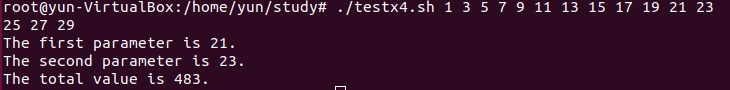 root@yun-VirtualBox:/home/yun/study# ./testx4.sh 1 3 5 7 9 11 13 15 17 19 21 23
25 27 29
The first parameter is 21.
The second parameter is 23.
The total value is 483.